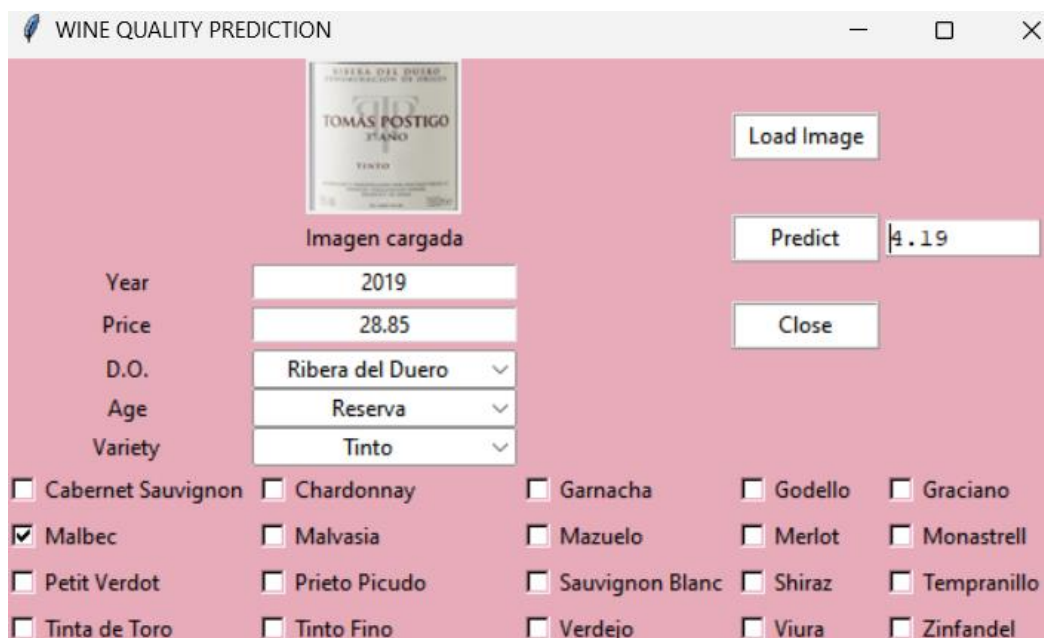 WINE QUALITY PREDICTION
RIBERA DEL DUERO
DENOMINACIÓN DE ORIGEN
TOMÁS POSTIGO
3ER AÑO
TINTO
Load Image
Imagen cargada
Predict 4.19
Year 2019
Price 28.85
Close
D.O. Ribera del Duero
Age Reserva
Variety Tinto
Cabernet Sauvignon Chardonnay Garnacha Godello Graciano
Malbec Malvasia Mazuelo Merlot Monastrell
Petit Verdot Prieto Picudo Sauvignon Blanc Shiraz Tempranillo
Tinta de Toro Tinto Fino Verdejo Viura Zinfandel